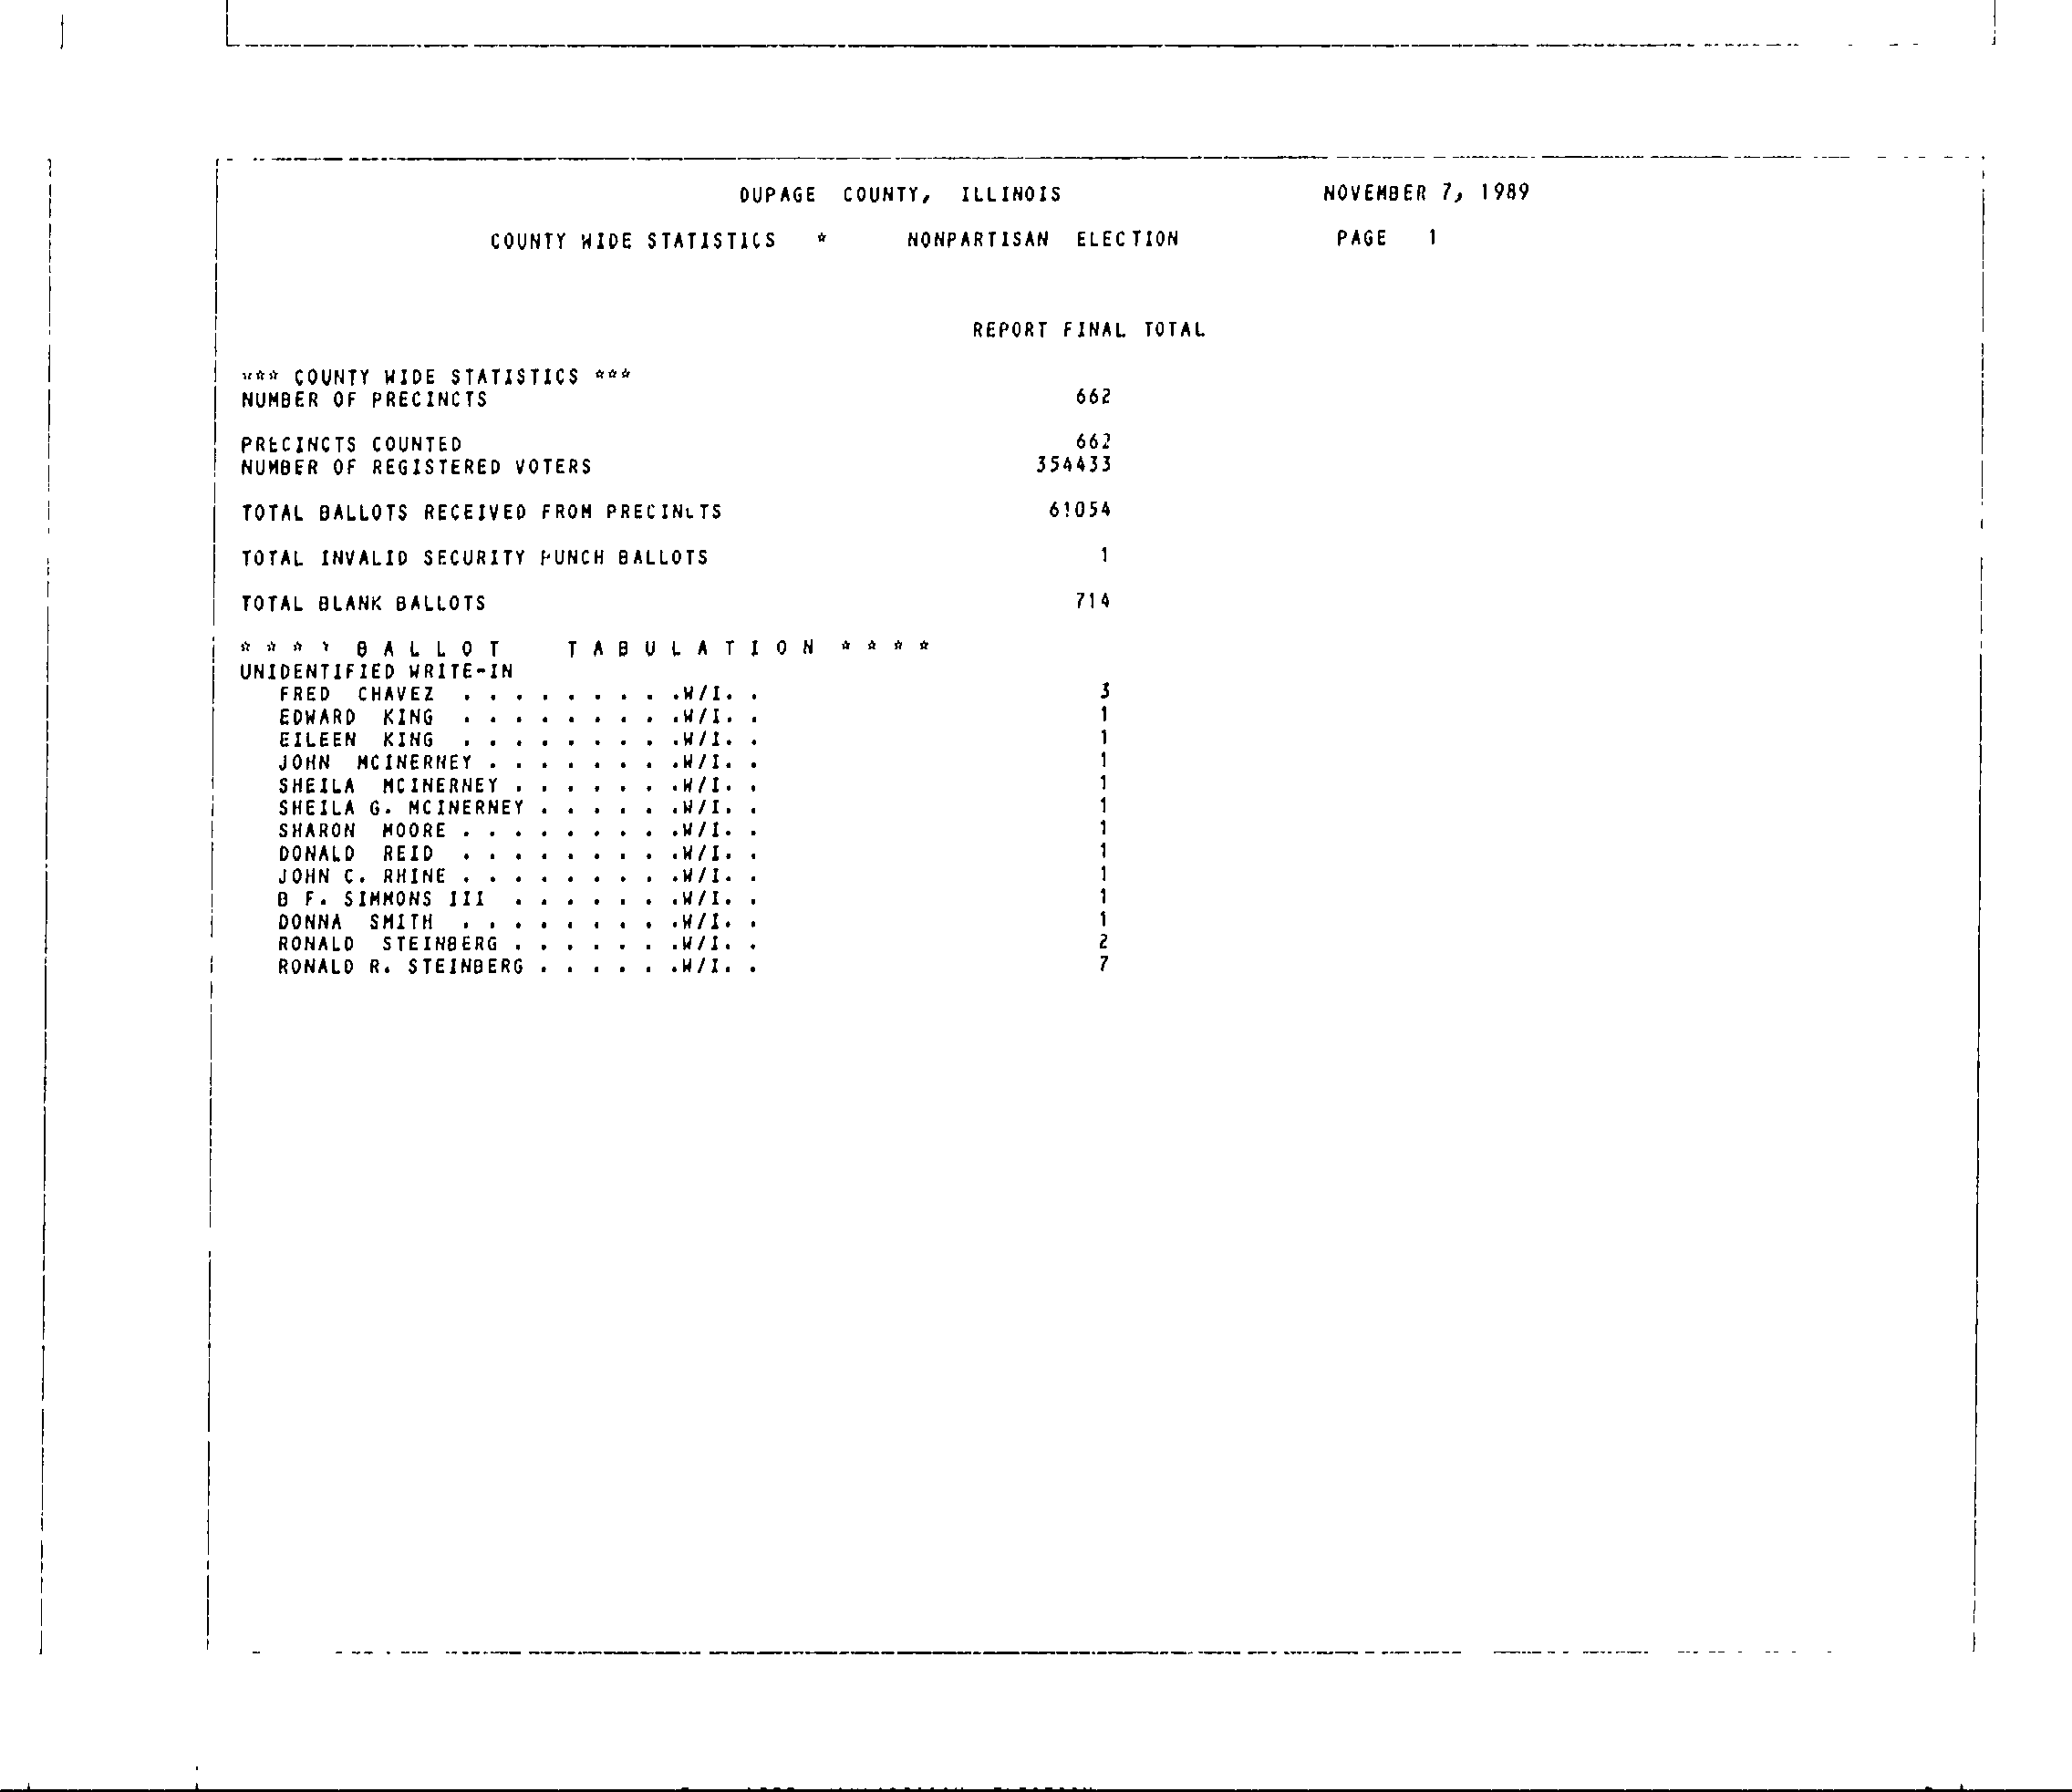 DUPAGE COUNTY, ILLINOIS NOVEMBER 7, 1989
COUNTY WIDE STATISTICS * NONPARTISAN ELECTION PAGE 1
REPORT FINAL TOTAL
*** COUNTY WIDE STATISTICS ***
NUMBER OF PRECINCTS 662
PRECINCTS COUNTED 662
NUMBER OF REGISTERED VOTERS 354433
TOTAL BALLOTS RECEIVED FROM PRECINCTS 61054
TOTAL INVALID SECURITY PUNCH BALLOTS 1
TOTAL BLANK BALLOTS 714
* * * * B A L L O T T A B U L A T I O N * * * *
UNIDENTIFIED WRITE-IN
FRED CHAVEZ . . . . . . . . .W/I. . 3
EDWARD KING . . . . . . . . .W/I. . 1
EILEEN KING . . . . . . . . .W/I. . 1
JOHN MCINERNEY . . . . . . . .W/I. . 1
SHEILA MCINERNEY . . . . . . .W/I. . 1
SHEILA G. MCINERNEY . . . . . .W/I. . 1
SHARON MOORE . . . . . . . . .W/I. . 1
DONALD REID . . . . . . . . .W/I. . 1
JOHN C. RHINE . . . . . . . . .W/I. . 1
B F. SIMMONS III . . . . . . .W/I. . 1
DONNA SMITH . . . . . . . . .W/I. . 1
RONALD STEINBERG . . . . . . .W/I. . 2
RONALD R. STEINBERG . . . . . .W/I. . 7